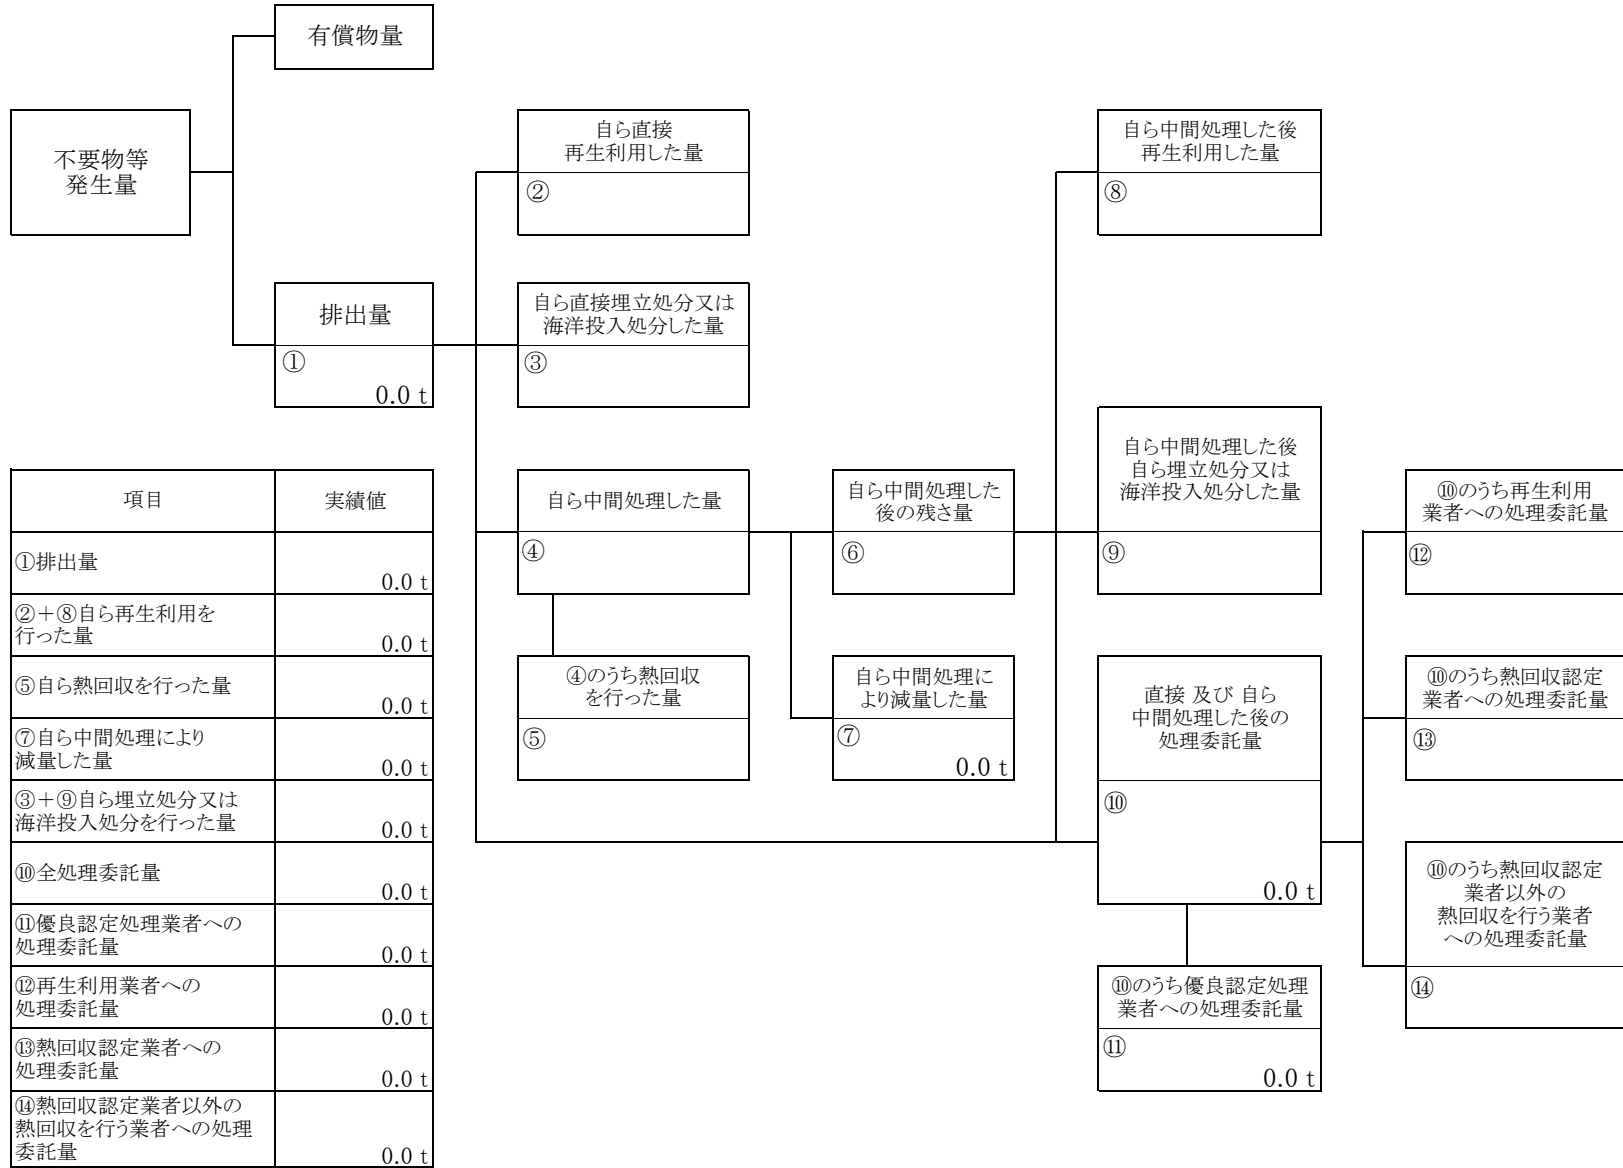 有償物量
不要物等
発生量
排出量
①
0.0 t
自ら直接
再生利用した量
②
自ら直接埋立処分又は
海洋投入処分した量
③
自ら中間処理した量
④
④のうち熱回収
を行った量
⑤
自ら中間処理した
後の残さ量
⑥
自ら中間処理に
より減量した量
⑦
0.0 t
自ら中間処理した後
再生利用した量
⑧
自ら中間処理した後
自ら埋立処分又は
海洋投入処分した量
⑨
直接 及び 自ら
中間処理した後の
処理委託量
⑩
0.0 t
⑩のうち優良認定処理
業者への処理委託量
⑪
0.0 t
⑩のうち再生利用
業者への処理委託量
⑫
⑩のうち熱回収認定
業者への処理委託量
⑬
⑩のうち熱回収認定
業者以外の
熱回収を行う業者
への処理委託量
⑭
項目 実績値
①排出量
0.0 t
②＋⑧自ら再生利用を
行った量
0.0 t
⑤自ら熱回収を行った量
0.0 t
⑦自ら中間処理により
減量した量
0.0 t
③＋⑨自ら埋立処分又は
海洋投入処分を行った量
0.0 t
⑩全処理委託量
0.0 t
⑪優良認定処理業者への
処理委託量
0.0 t
⑫再生利用業者への
処理委託量
0.0 t
⑬熱回収認定業者への
処理委託量
0.0 t
⑭熱回収認定業者以外の
熱回収を行う業者への処理
委託量
0.0 t